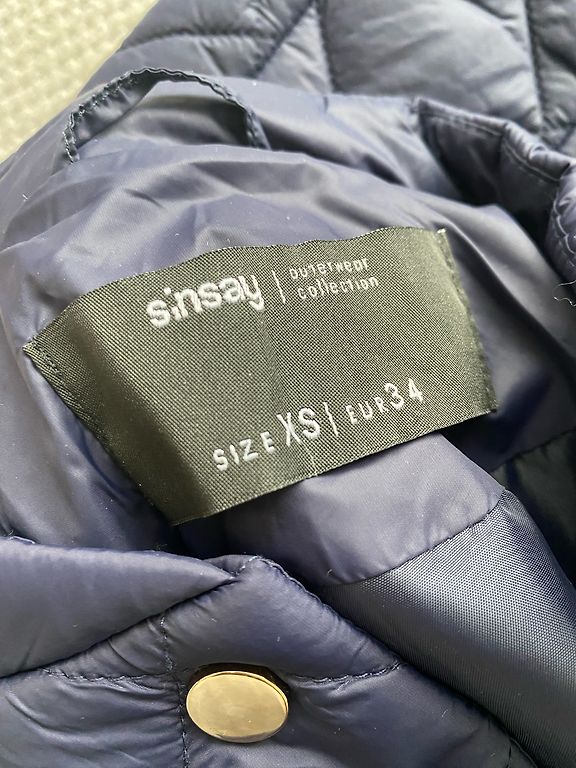 sinsay | outerwear
collection
SIZE XS | EUR 34